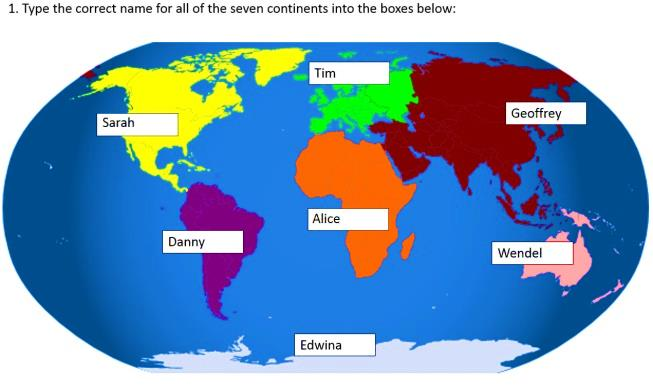 1. Type the correct name for all of the seven continents into the boxes below:
Tim
Geoffrey
Sarah
Alice
Danny
Wendel
Edwina